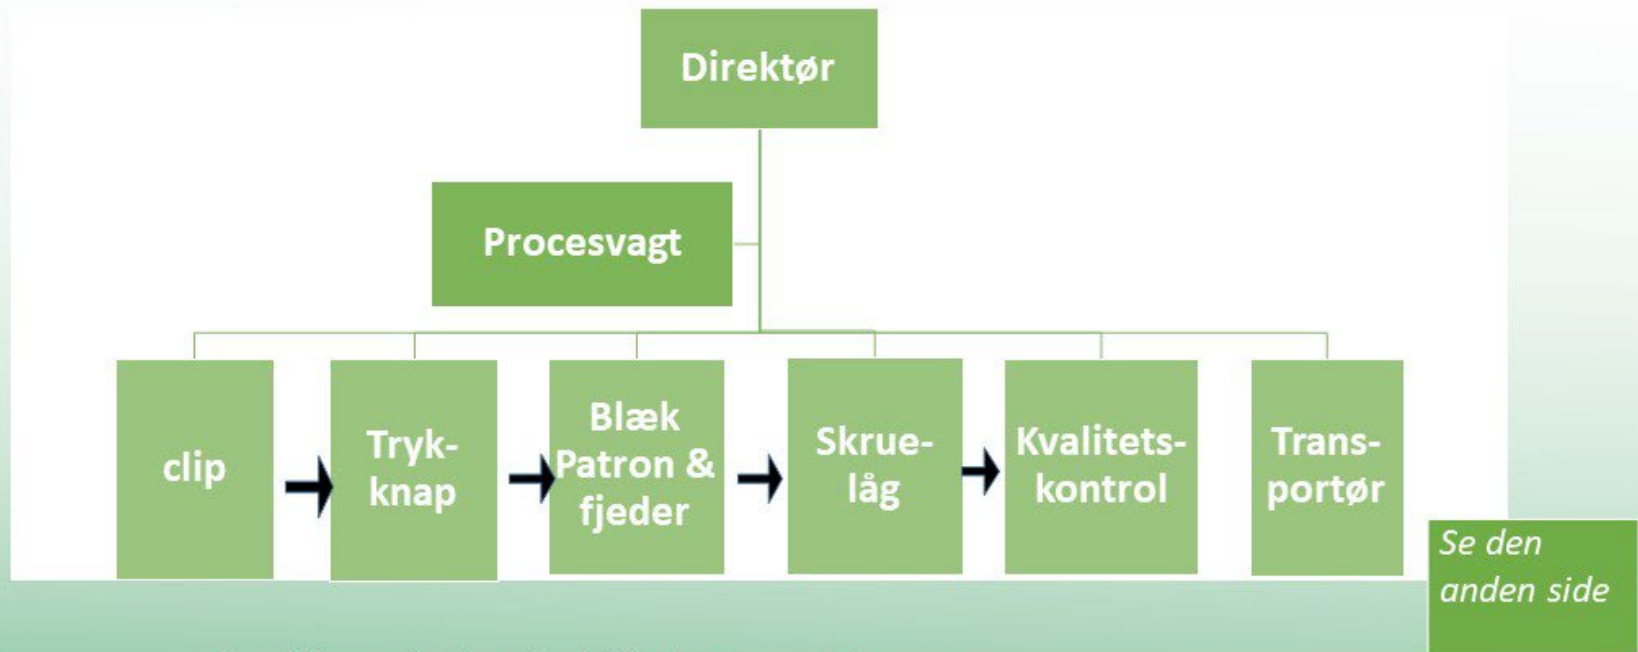 Direktør
Procesvagt
clip
Tryk-
knap
Blæk
Patron &
fjeder
Skrue-
låg
Kvalitets-
kontrol
Trans-
portør
Se den
anden side